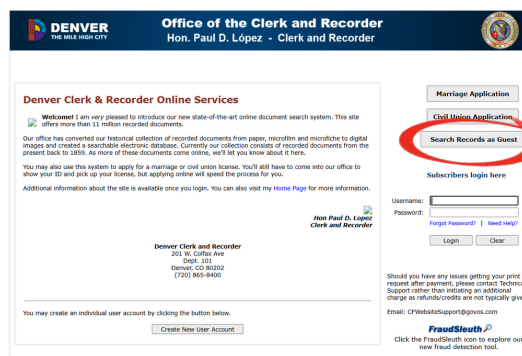 DENVER
THE MILE HIGH CITY
Office of the Clerk and Recorder
Hon. Paul D. López - Clerk and Recorder
Denver Clerk & Recorder Online Services
Welcome! I am very pleased to introduce our new state-of-the-art online document search system. This site
offers more than 11 million recorded documents.
Our office has converted our historical collection of recorded documents from paper, microfilm and microfiche to digital
images and created a searchable electronic database. Currently our collection consists of recorded documents from the
present back to 1859. As more of these documents come online, we'll let you know about it here.
You may also use this system to apply for a marriage or civil union license. You'll still have to come into our office to
show your ID and pick up your license, but applying online will speed the process for you.
Additional information about the site is available once you login. You can also visit my Home Page for more information.
Hon Paul D. Lopez
Clerk and Recorder
Denver Clerk and Recorder
201 W. Colfax Ave
Dept. 101
Denver, CO 80202
(720) 865-8400
You may create an individual user account by clicking the button below.
Create New User Account
Marriage Application
Civil Union Application
Search Records as Guest
Subscribers login here
Username:
Password:
Forgot Password? | Need Help?
Login Clear
Should you have any issues getting your print
request after payment, please contact Technica
Support rather than initiating an additional
charge as refunds/credits are not typically give
Email: CFWebsiteSupport@govos.com
FraudSleuth
Click the FraudSleuth icon to explore our
new fraud detection tool.